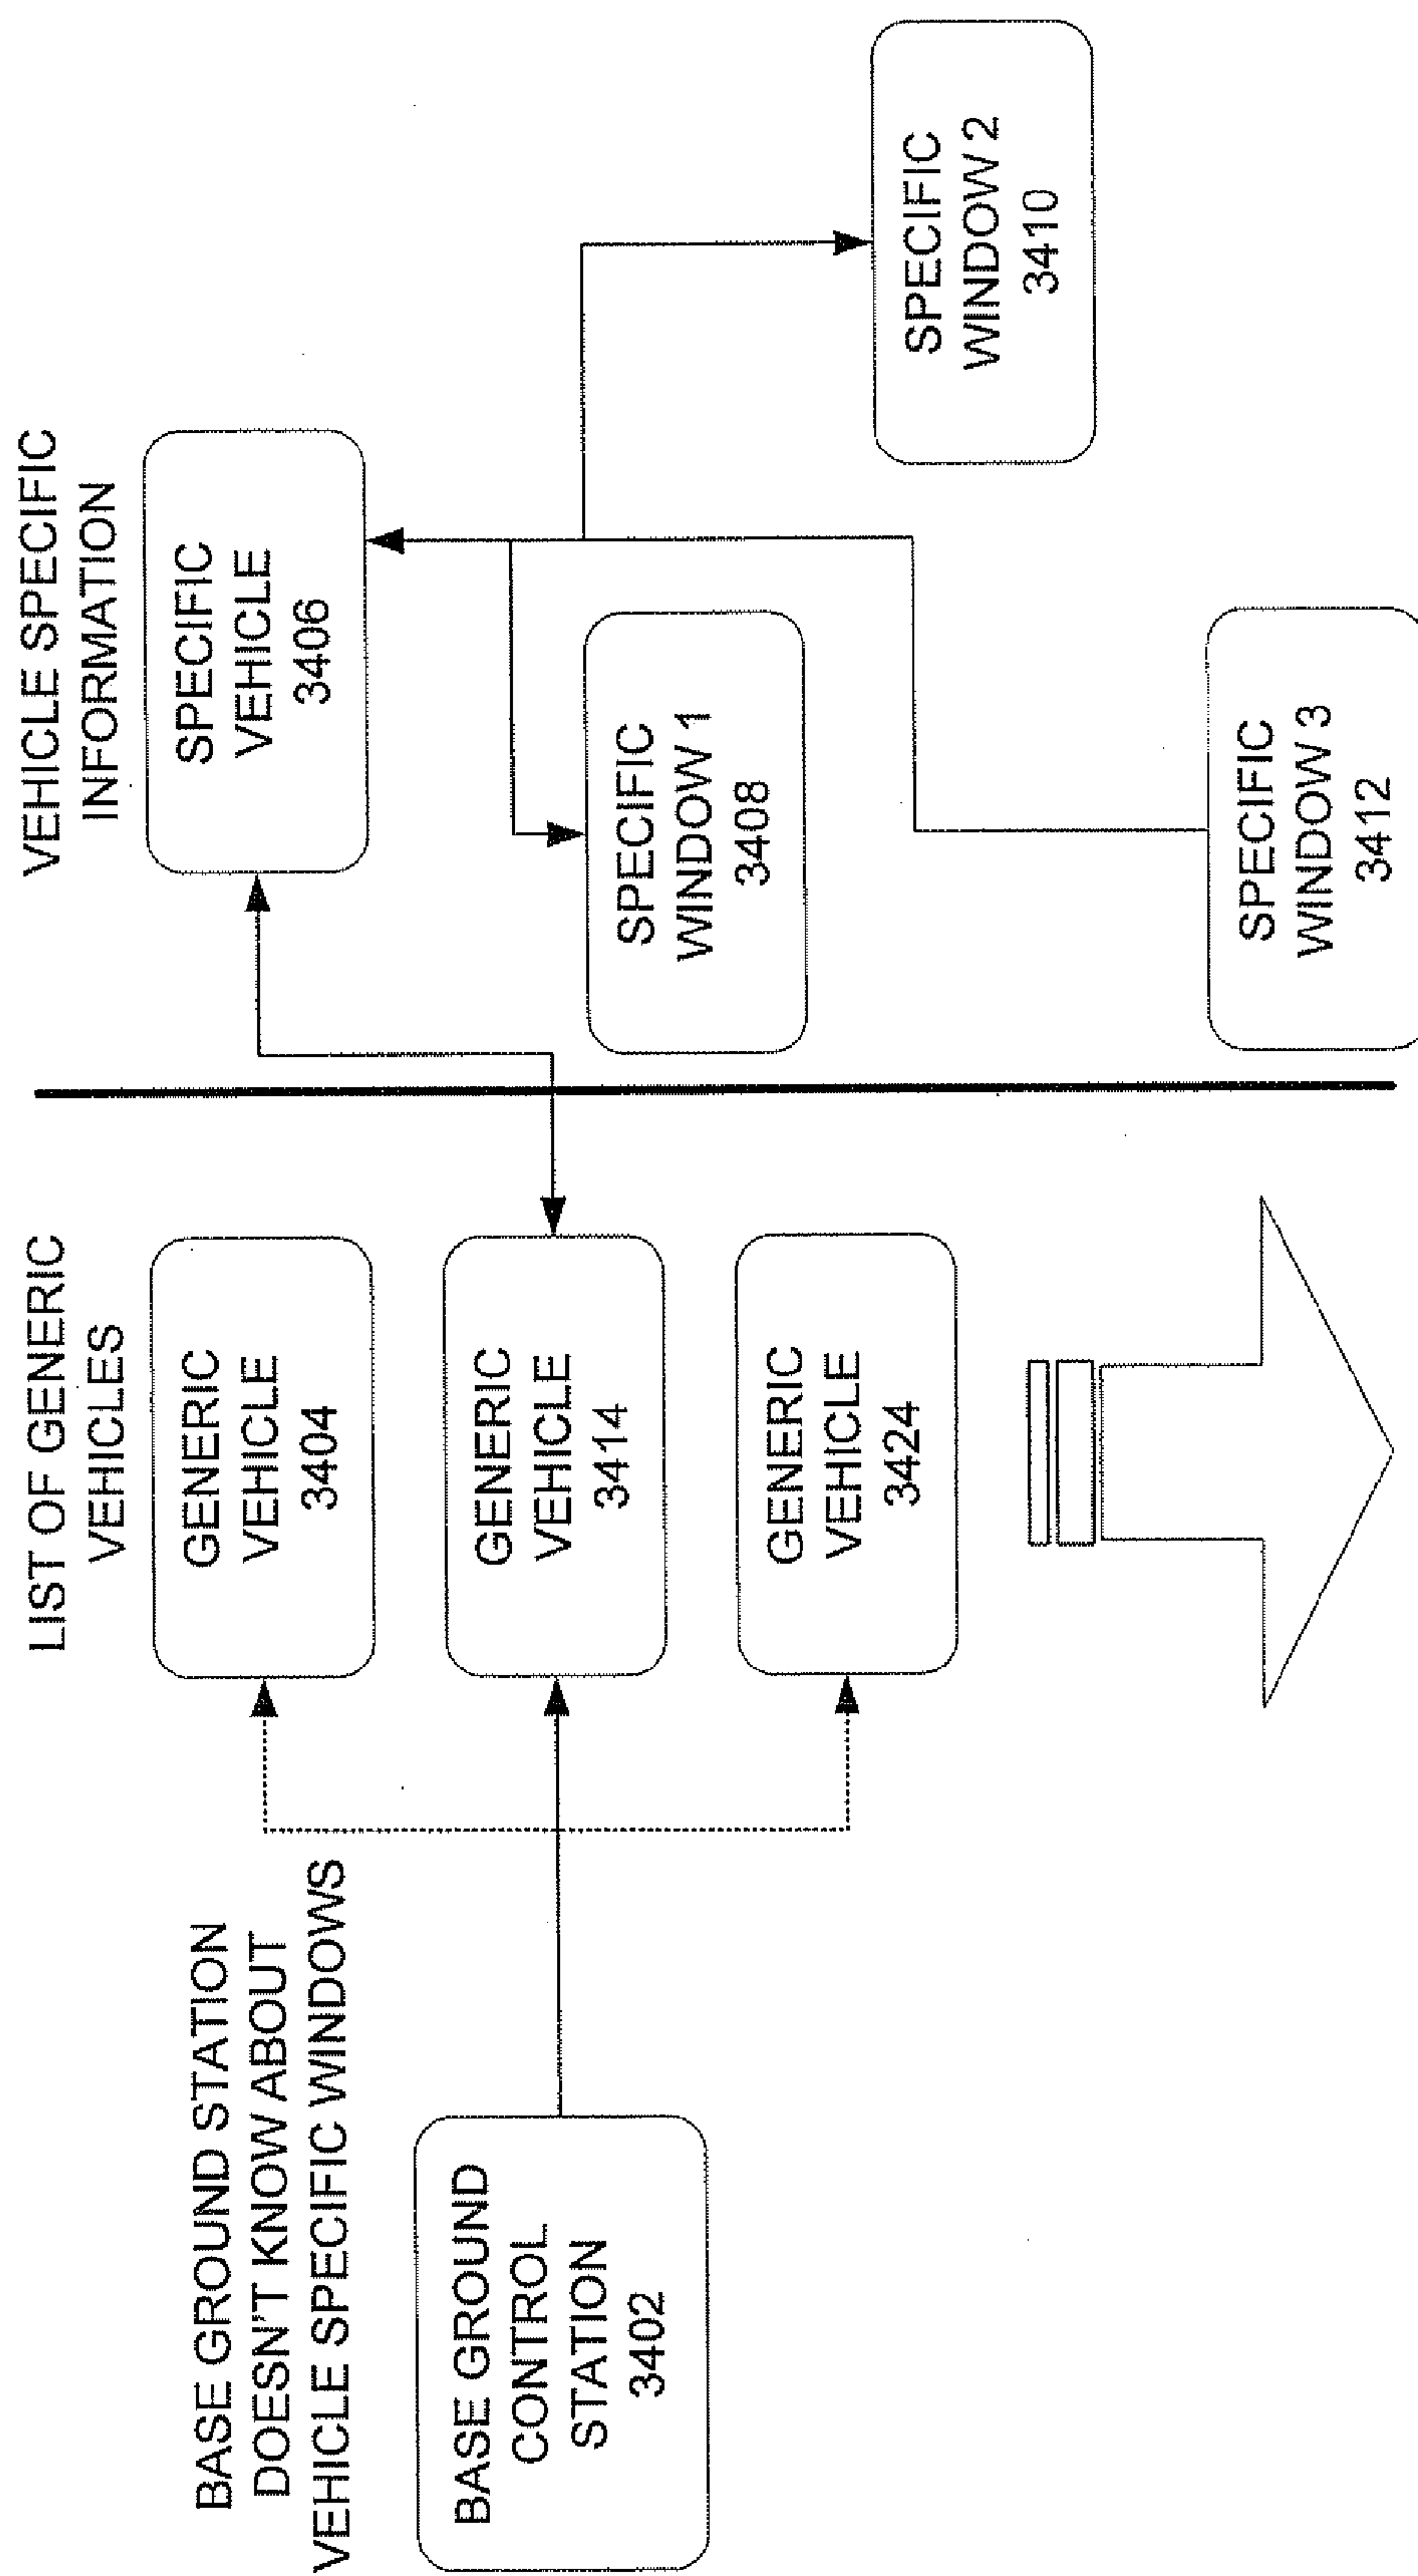 BASE GROUND STATION
DOESN'T KNOW ABOUT
VEHICLE SPECIFIC WINDOWS
BASE GROUND
CONTROL
STATION
3402
LIST OF GENERIC
VEHICLES
GENERIC
VEHICLE
3404
GENERIC
VEHICLE
3414
GENERIC
VEHICLE
3424
VEHICLE SPECIFIC
INFORMATION
SPECIFIC
VEHICLE
3406
SPECIFIC
WINDOW 1
3408
SPECIFIC
WINDOW 2
3410
SPECIFIC
WINDOW 3
3412